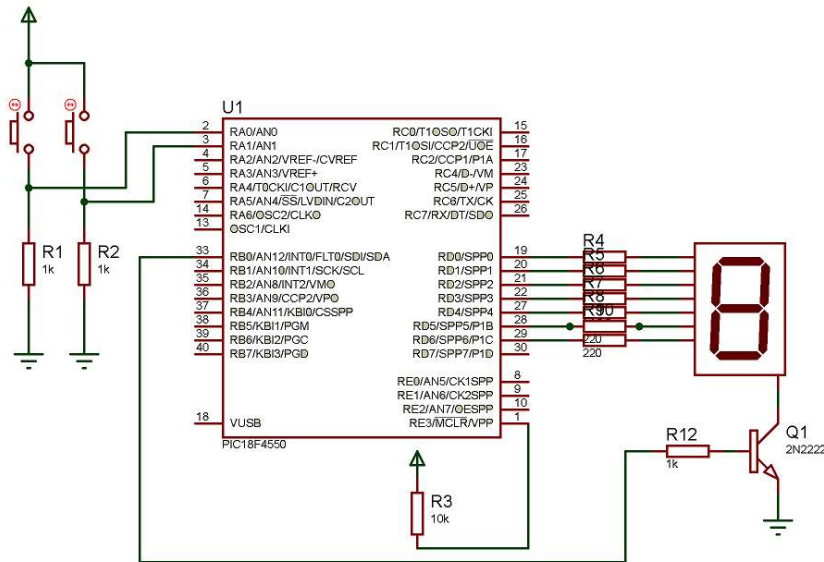 U1
2 RA0/AN0 RC0/T1OSO/T1CKI 15
3 RA1/AN1 RC1/T1OSI/CCP2/UOE 16
4 RA2/AN2/VREF-/CVREF RC2/CCP1/P1A 17
5 RA3/AN3/VREF+ RC4/D-/VM 23
6 RA4/T0CKI/C1OUT/RCV RC5/D+/VP 24
7 RA5/AN4/SS/LVDIN/C2OUT RC6/TX/CK 25
14 RA6/OSC2/CLKO RC7/RX/DT/SDO 26
13 OSC1/CLKI
33 RB0/AN12/INT0/FLT0/SDI/SDA RD0/SPP0 19
34 RB1/AN10/INT1/SCK/SCL RD1/SPP1 20
35 RB2/AN8/INT2/VMO RD2/SPP2 21
36 RB3/AN9/CCP2/VPO RD3/SPP3 22
37 RB4/AN11/KBI0/CSSPP RD4/SPP4 27
38 RB5/KBI1/PGM RD5/SPP5/P1B 28
39 RB6/KBI2/PGC RD6/SPP6/P1C 29
40 RB7/KBI3/PGD RD7/SPP7/P1D 30
RE0/AN5/CK1SPP 8
RE1/AN6/CK2SPP 9
RE2/AN7/OESPP 10
18 VUSB RE3/MCLR/VPP 1
PIC18F4550
R1
1k
R2
1k
R4
R5
R6
R7
R8
220
220
R3
10k
R12
1k
Q1
2N2222